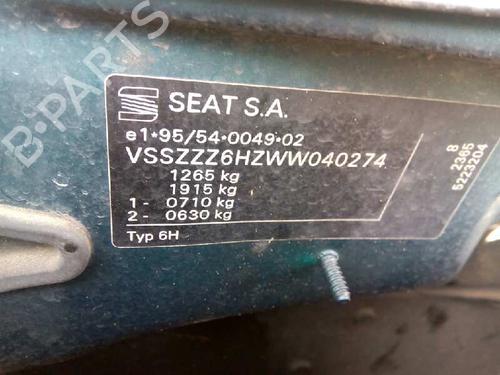 B-PARTS
SEAT S.A.
e1*95/54*0049*02
VSSZZZ6HZWW040274
1265 kg
1915 kg
1- 0710 kg
2- 0630 kg
Typ 6H
8
2365
5223204